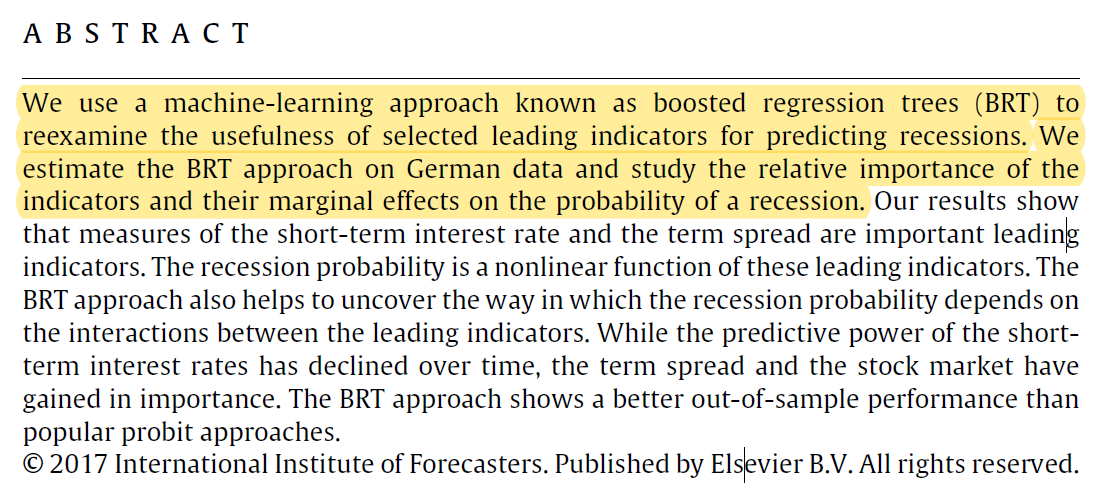 A B S T R A C T
We use a machine-learning approach known as boosted regression trees (BRT) to
reexamine the usefulness of selected leading indicators for predicting recessions. We
estimate the BRT approach on German data and study the relative importance of the
indicators and their marginal effects on the probability of a recession. Our results show
that measures of the short-term interest rate and the term spread are important leading
indicators. The recession probability is a nonlinear function of these leading indicators. The
BRT approach also helps to uncover the way in which the recession probability depends on
the interactions between the leading indicators. While the predictive power of the short-
term interest rates has declined over time, the term spread and the stock market have
gained in importance. The BRT approach shows a better out-of-sample performance than
popular probit approaches.
© 2017 International Institute of Forecasters. Published by Elsevier B.V. All rights reserved.